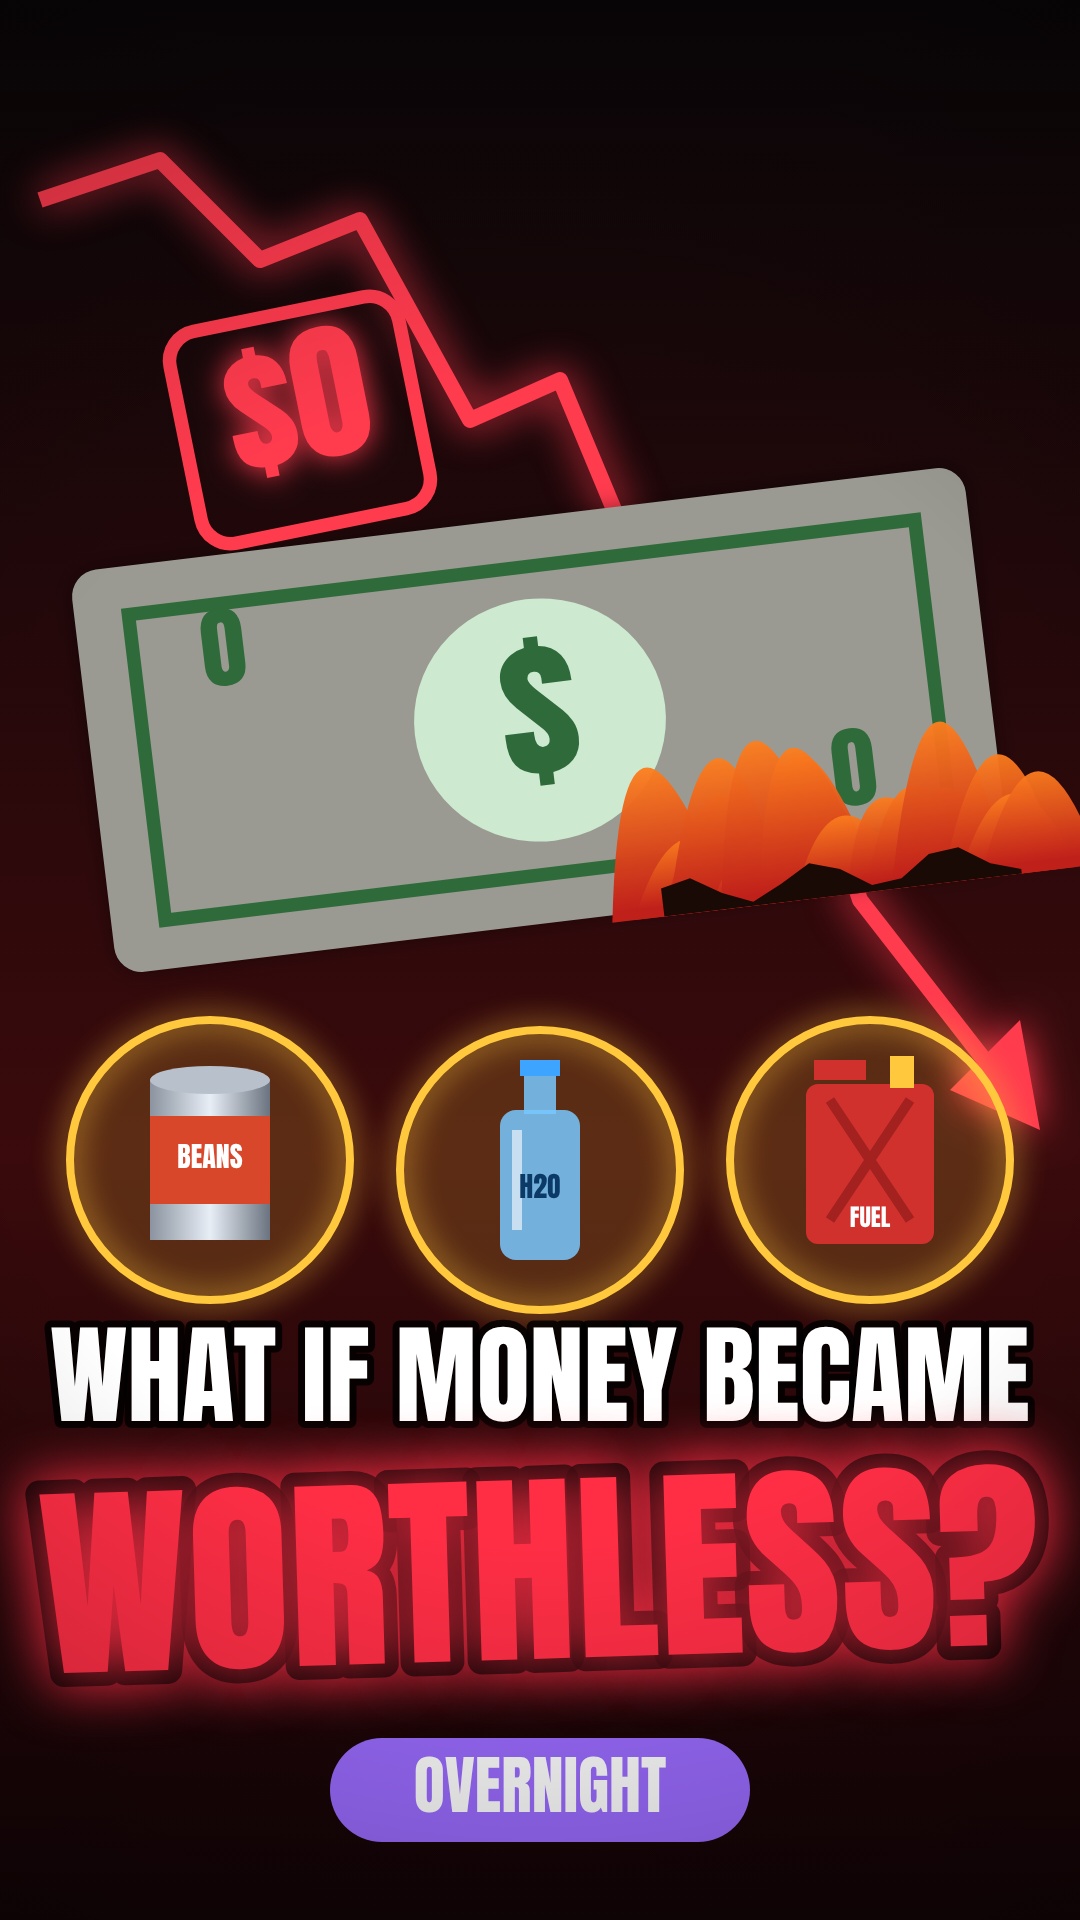 $0
0
$
0
BEANS
H2O
FUEL
WHAT IF MONEY BECAME
WORTHLESS?
OVERNIGHT